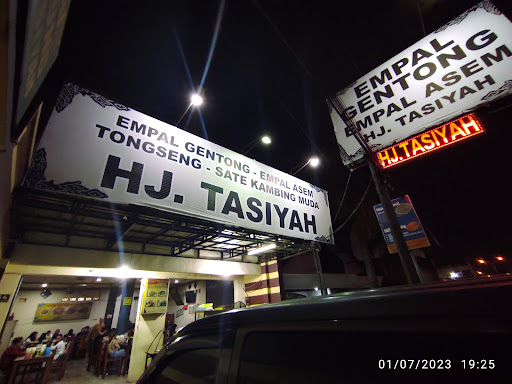 EMPAL GENTONG - EMPAL ASEM
TONGSENG - SATE KAMBING MUDA
HJ. TASIYAH
EMPAL
GENTONG
EMPAL ASEM
HJ. TASIYAH
HJ.TASIYAH
01/07/2023 19:25